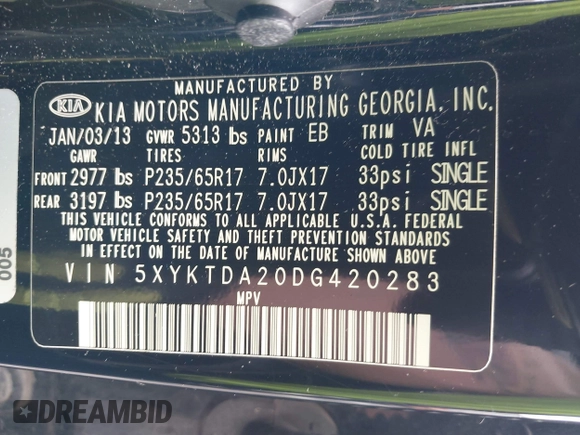 MANUFACTURED BY
KIA KIA MOTORS MANUFACTURING GEORGIA, INC.
JAN/03/13 GVWR 5313 lbs PAINT EB TRIM VA
GAWR TIRES RIMS COLD TIRE INFL
FRONT 2977 lbs P235/65R17 7.0JX17 33psi SINGLE
REAR 3197 lbs P235/65R17 7.0JX17 33psi SINGLE
THIS VEHICLE CONFORMS TO ALL APPLICABLE U.S.A. FEDERAL
MOTOR VEHICLE SAFETY AND THEFT PREVENTION STANDARDS
IN EFFECT ON THE DATE OF MANUFACTURE SHOWN ABOVE.
VIN 5XYKTDA20DG420283
MPV
005
DREAMBID